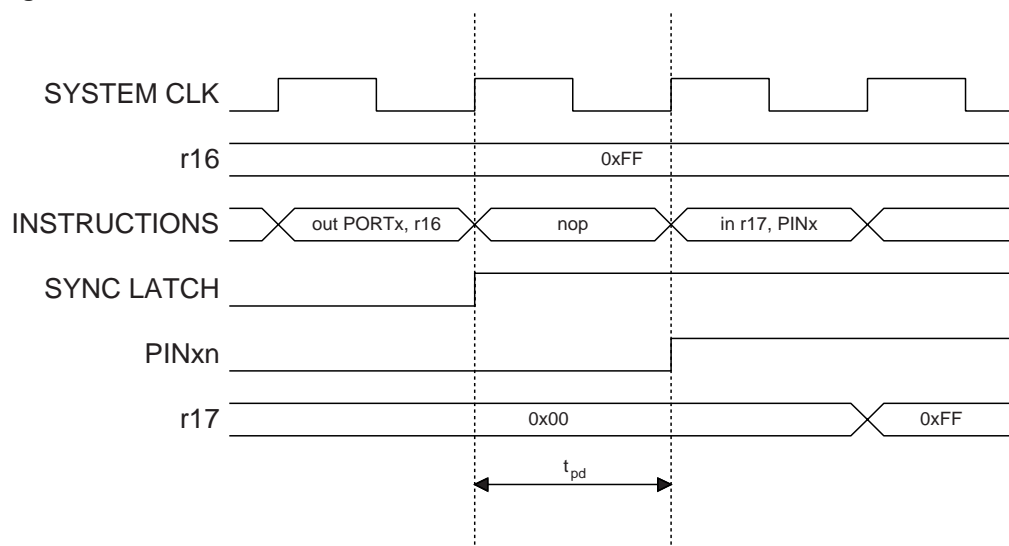 SYSTEM CLK
r16
0xFF
INSTRUCTIONS
out PORTx, r16
nop
in r17, PINx
SYNC LATCH
PINxn
r17
0x00
0xFF
tpd